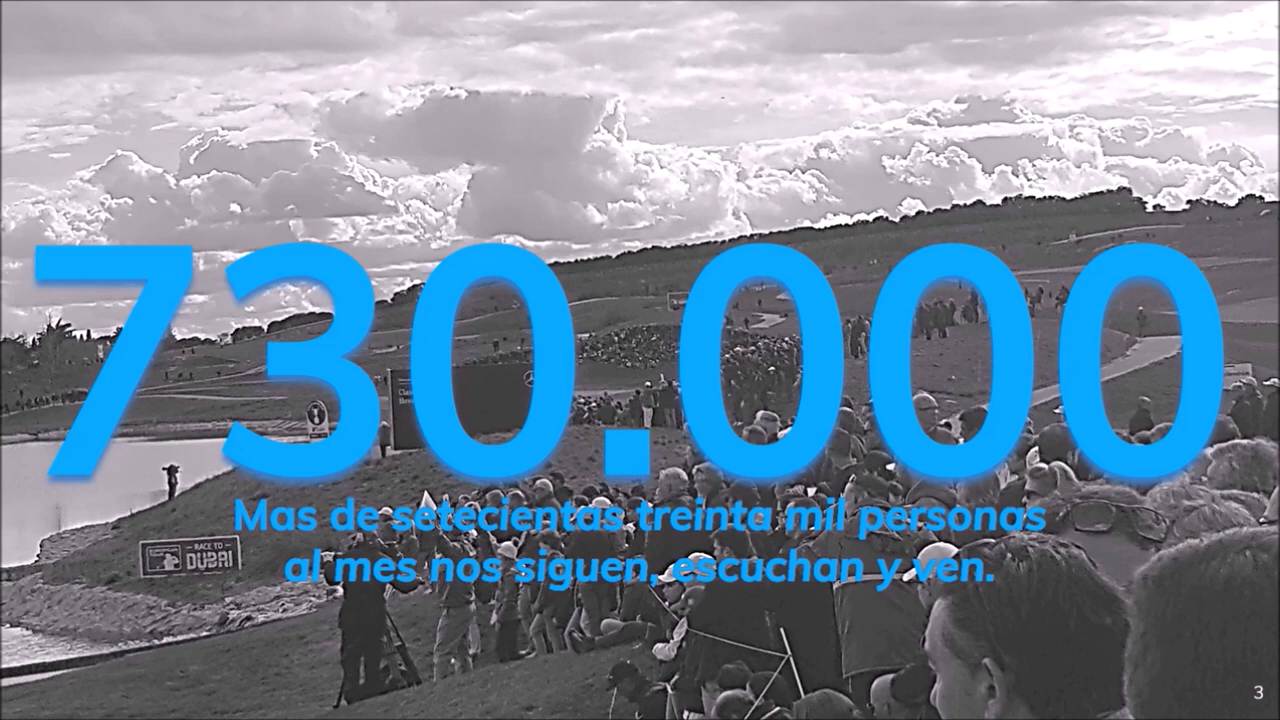 730.000
Mas de setecientas treinta mil personas
al mes nos siguen, escuchan y ven.
RACE TO
DUBAI
3